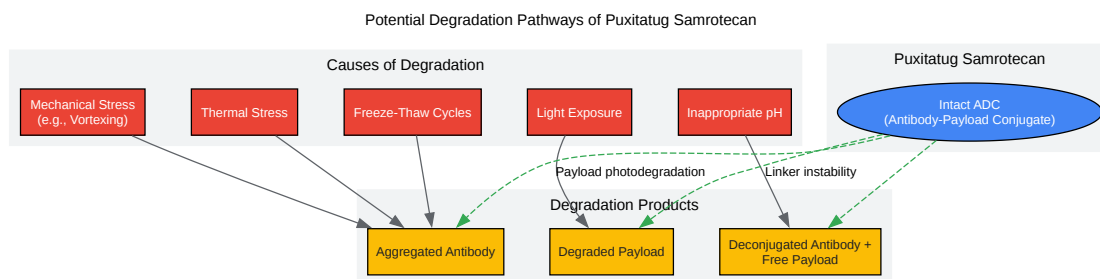 Potential Degradation Pathways of Puxitatug Samrotecan
Causes of Degradation
Puxitatug Samrotecan
Mechanical Stress
(e.g., Vortexing)
Thermal Stress
Freeze-Thaw Cycles
Light Exposure
Inappropriate pH
Intact ADC
(Antibody-Payload Conjugate)
Payload photodegradation
Linker instability
Degradation Products
Aggregated Antibody
Degraded Payload
Deconjugated Antibody +
Free Payload